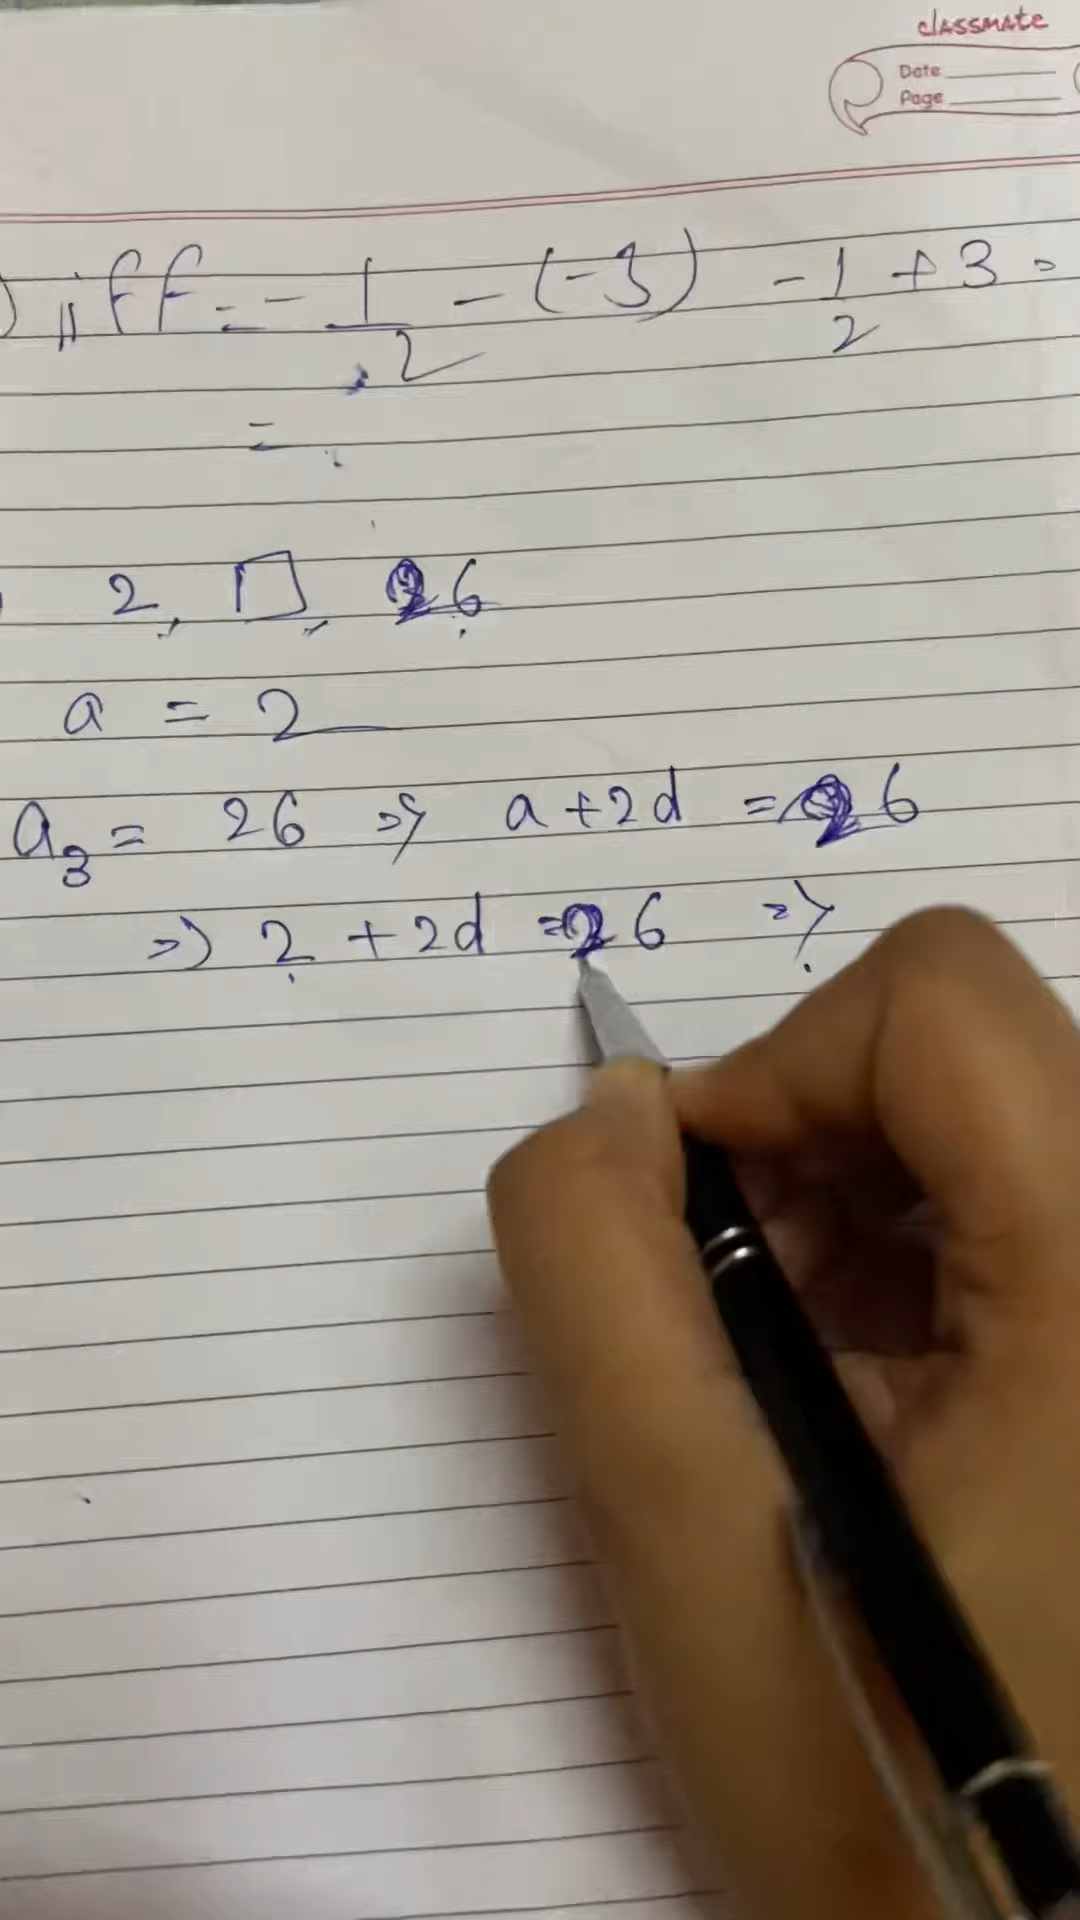 classmate
Date
Page
iff = - 1/2 - (-3) - 1/2 + 3 =
=
2, □, 26
a = 2
a₃ = 26 => a + 2d = 26
=> 2 + 2d = 26 =>